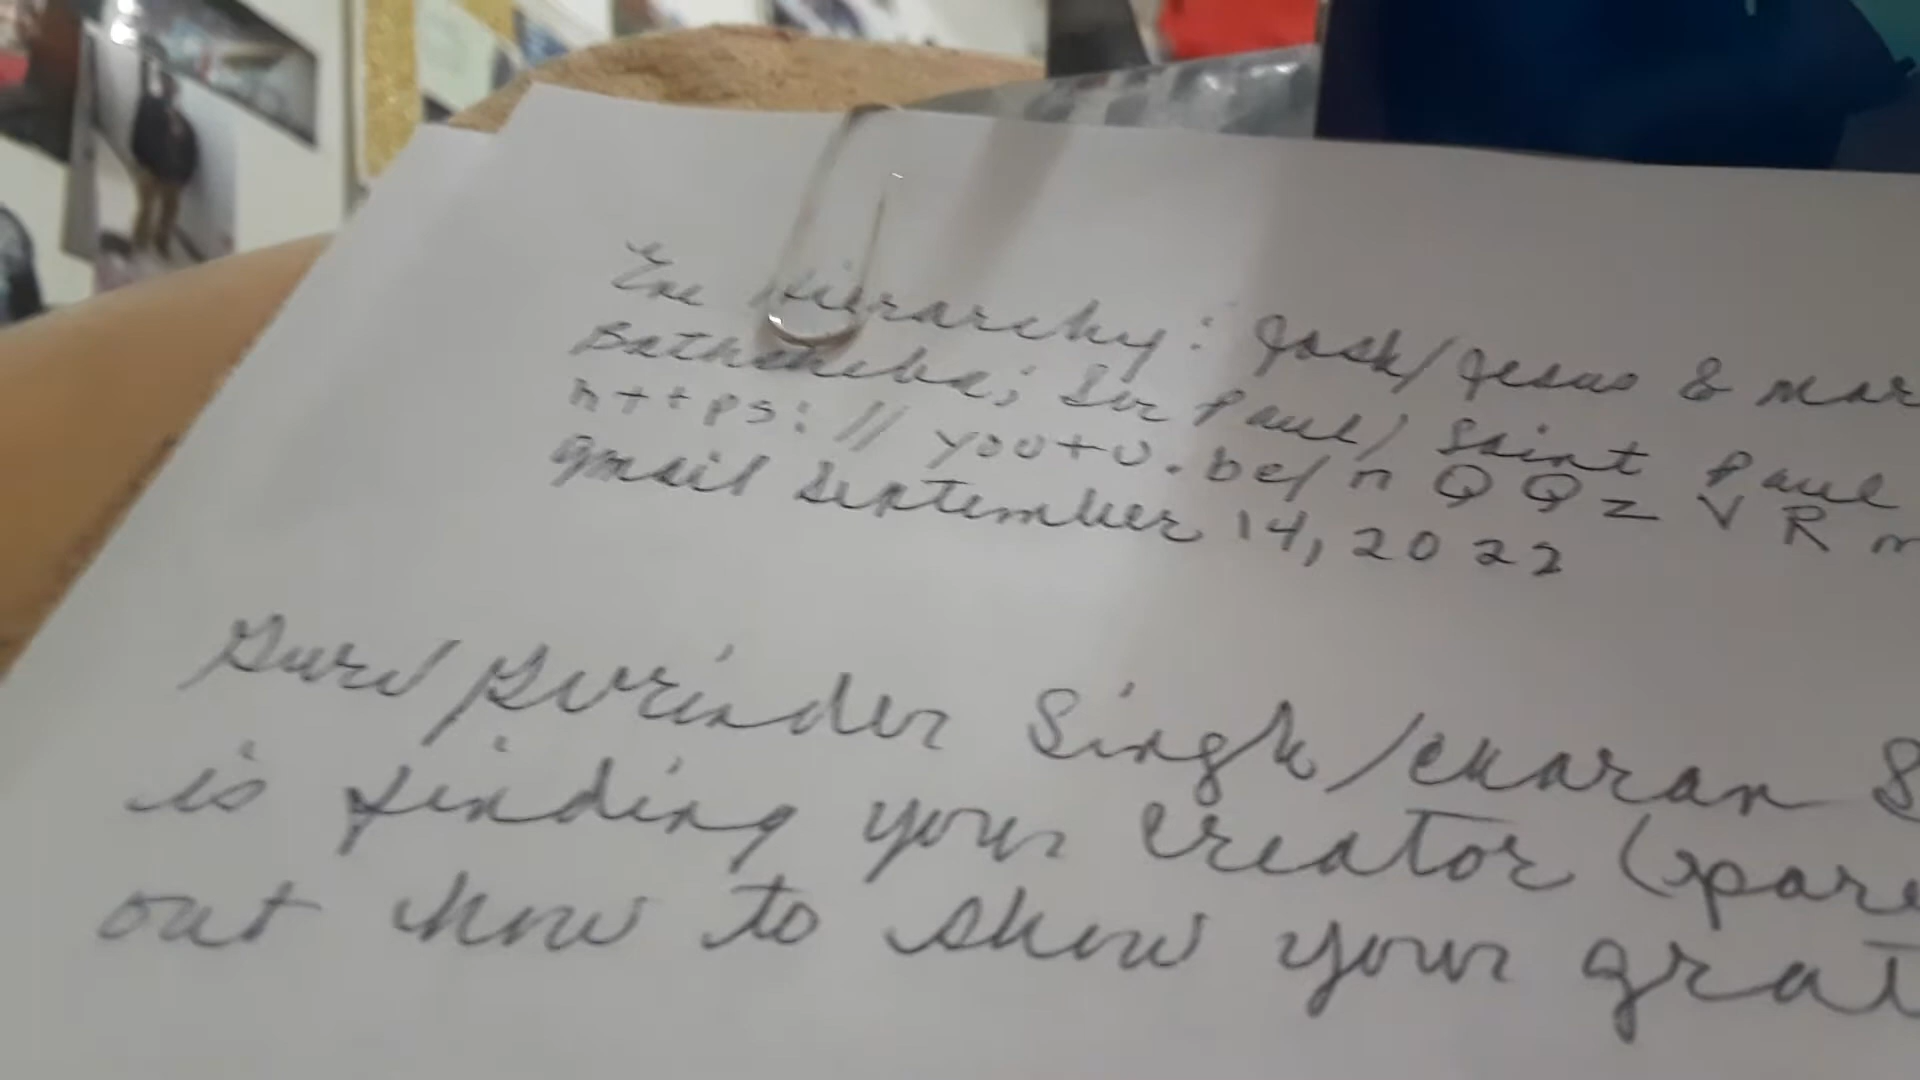 The Hierarchy: Josh/Jesus & mar
Bathsheba; Sir Paul/Saint Paul
https://youtu.be/nQQzVRm
gmail September 14, 2022
Guru/Gurinder Singh/Charan S
is finding your creator (pare
out how to show your grat